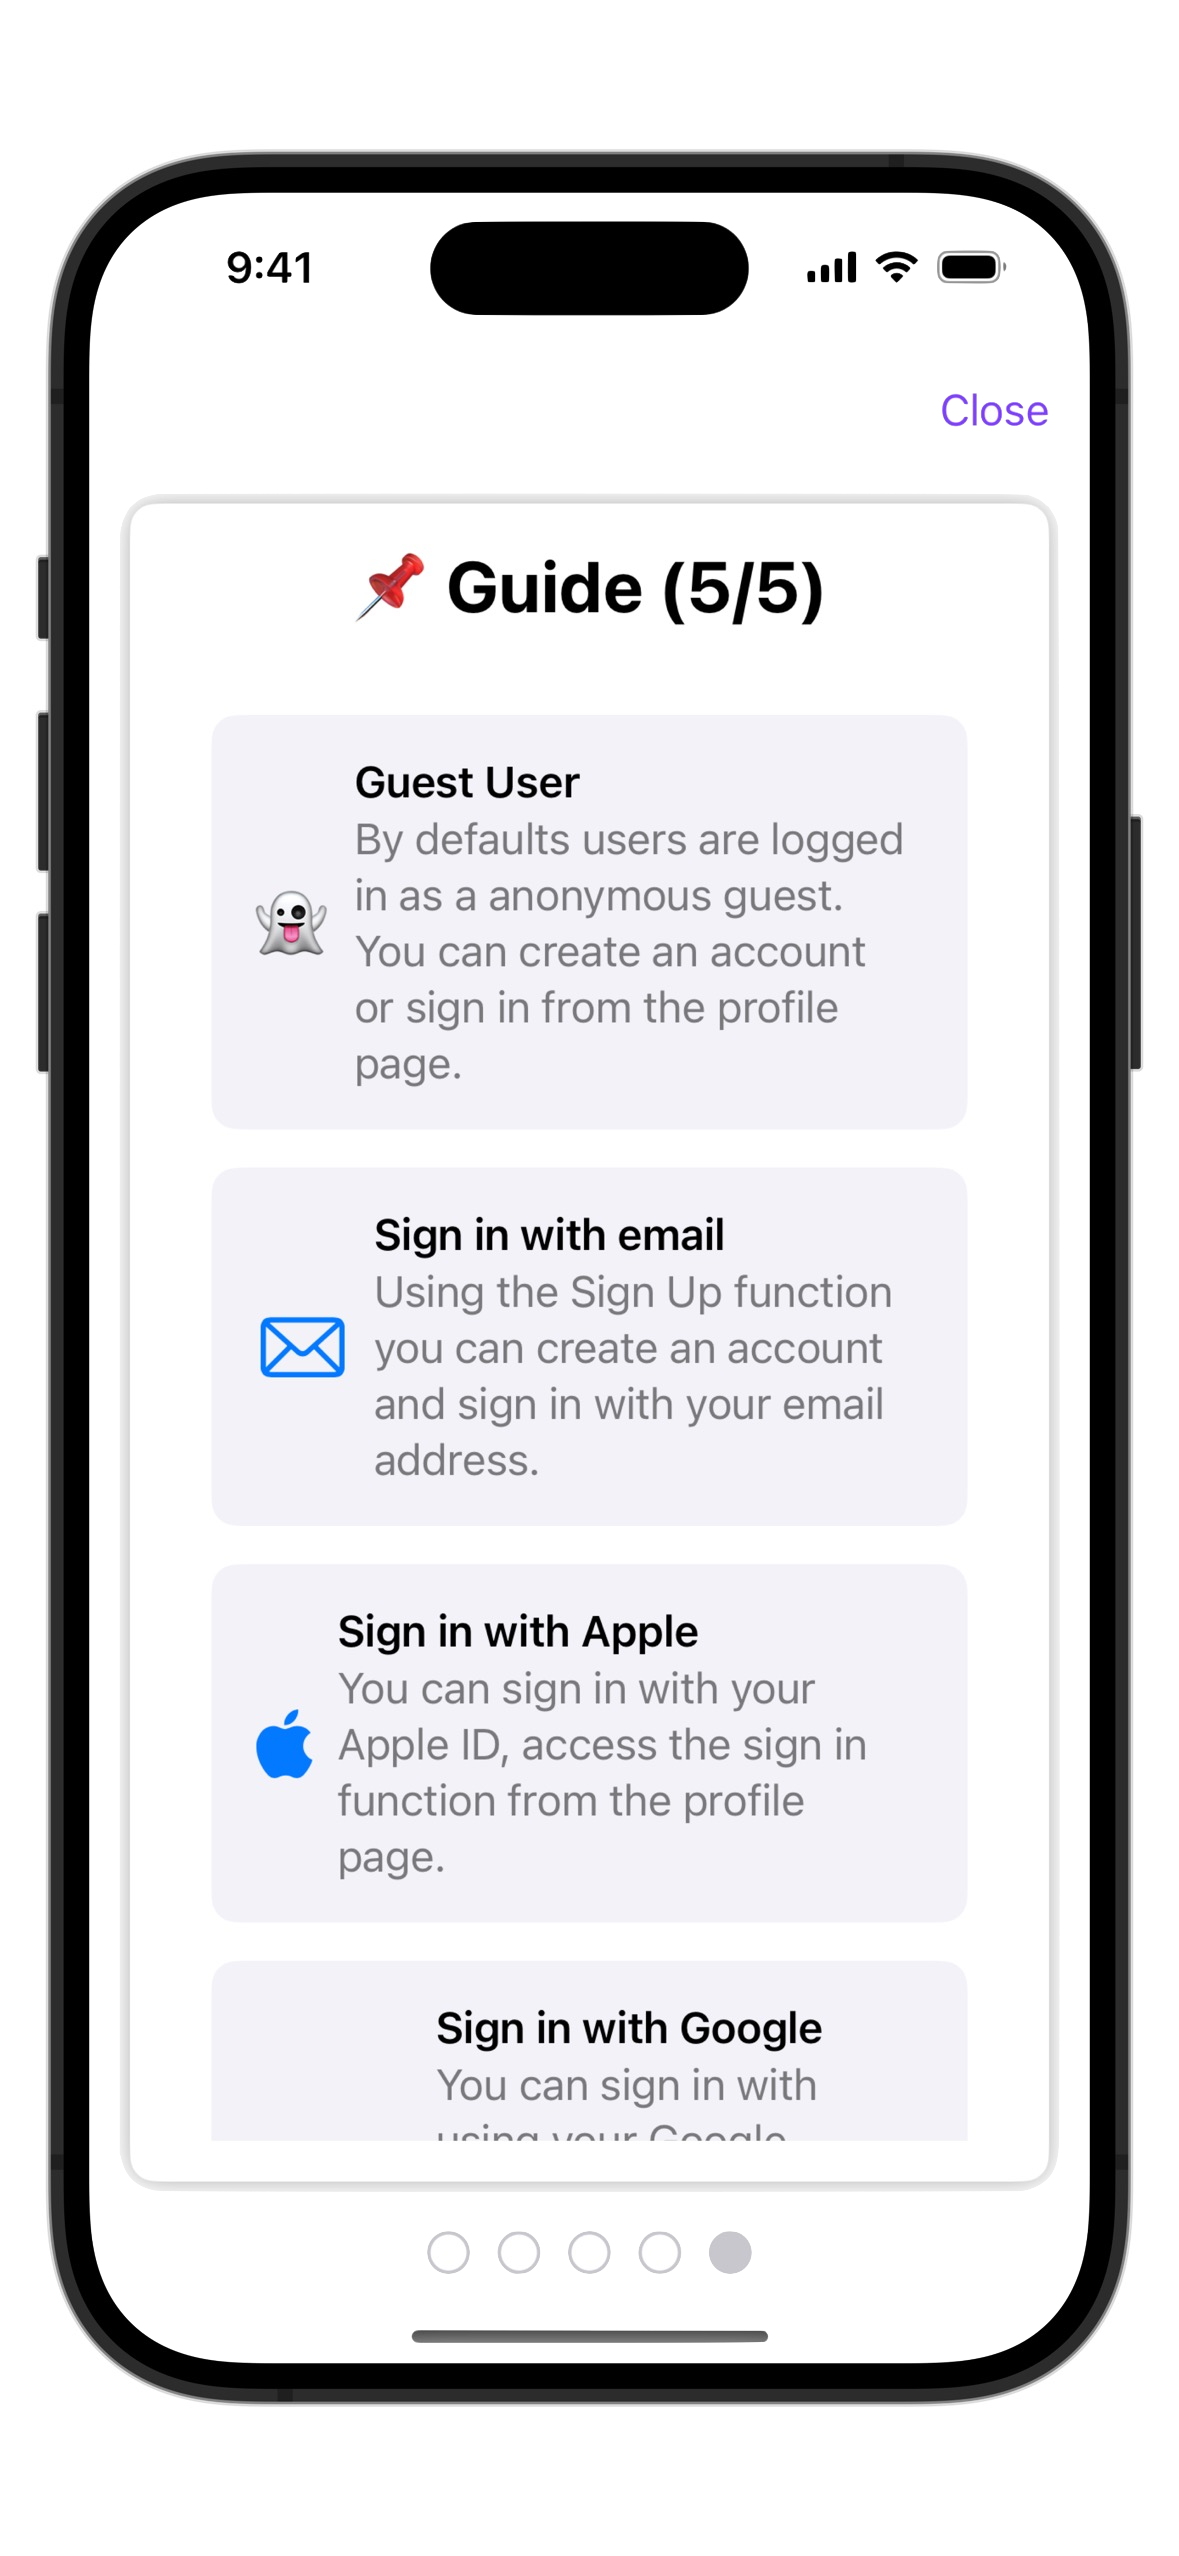 9:41
Close
📌 Guide (5/5)
Guest User
By defaults users are logged
in as a anonymous guest.
You can create an account
or sign in from the profile
page.
Sign in with email
Using the Sign Up function
you can create an account
and sign in with your email
address.
Sign in with Apple
You can sign in with your
Apple ID, access the sign in
function from the profile
page.
Sign in with Google
You can sign in with
using your Google